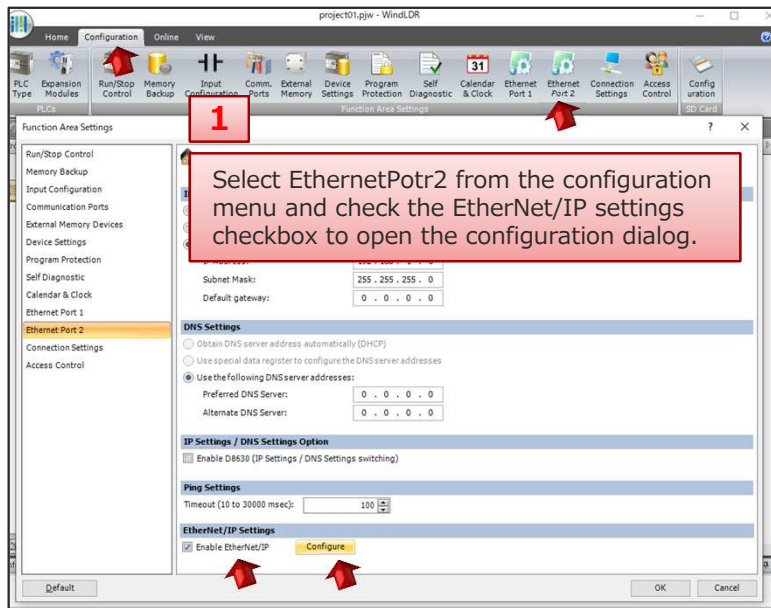 project01.pjw - WindLDR
Home Configuration Online View
PLC Type
Expansion Modules
Run/Stop Control
Memory Backup
Input Configuration
Comm. Ports
External Memory
Device Settings
Program Protection
Self Diagnostic
31
Calendar & Clock
Ethernet Port 1
Ethernet Port 2
Connection Settings
Access Control
Config uration
PLCs
Function Area Settings
SD Card
Function Area Settings ? ×
1
Select EthernetPotr2 from the configuration
menu and check the EtherNet/IP settings
checkbox to open the configuration dialog.
Run/Stop Control
Memory Backup
Input Configuration
Communication Ports
External Memory Devices
Device Settings
Program Protection
Self Diagnostic
Calendar & Clock
Ethernet Port 1
Ethernet Port 2
Connection Settings
Access Control
Subnet Mask: 255 . 255 . 255 . 0
Default gateway: 0 . 0 . 0 . 0
DNS Settings
Obtain DNS server address automatically (DHCP)
Use special data register to configure the DNS server addresses
Use the following DNS server addresses:
Preferred DNS Server: 0 . 0 . 0 . 0
Alternate DNS Server: 0 . 0 . 0 . 0
IP Settings / DNS Settings Option
Enable D8630 (IP Settings / DNS Settings switching)
Ping Settings
Timeout (10 to 30000 msec): 100
EtherNet/IP Settings
Enable EtherNet/IP Configure
Default OK Cancel